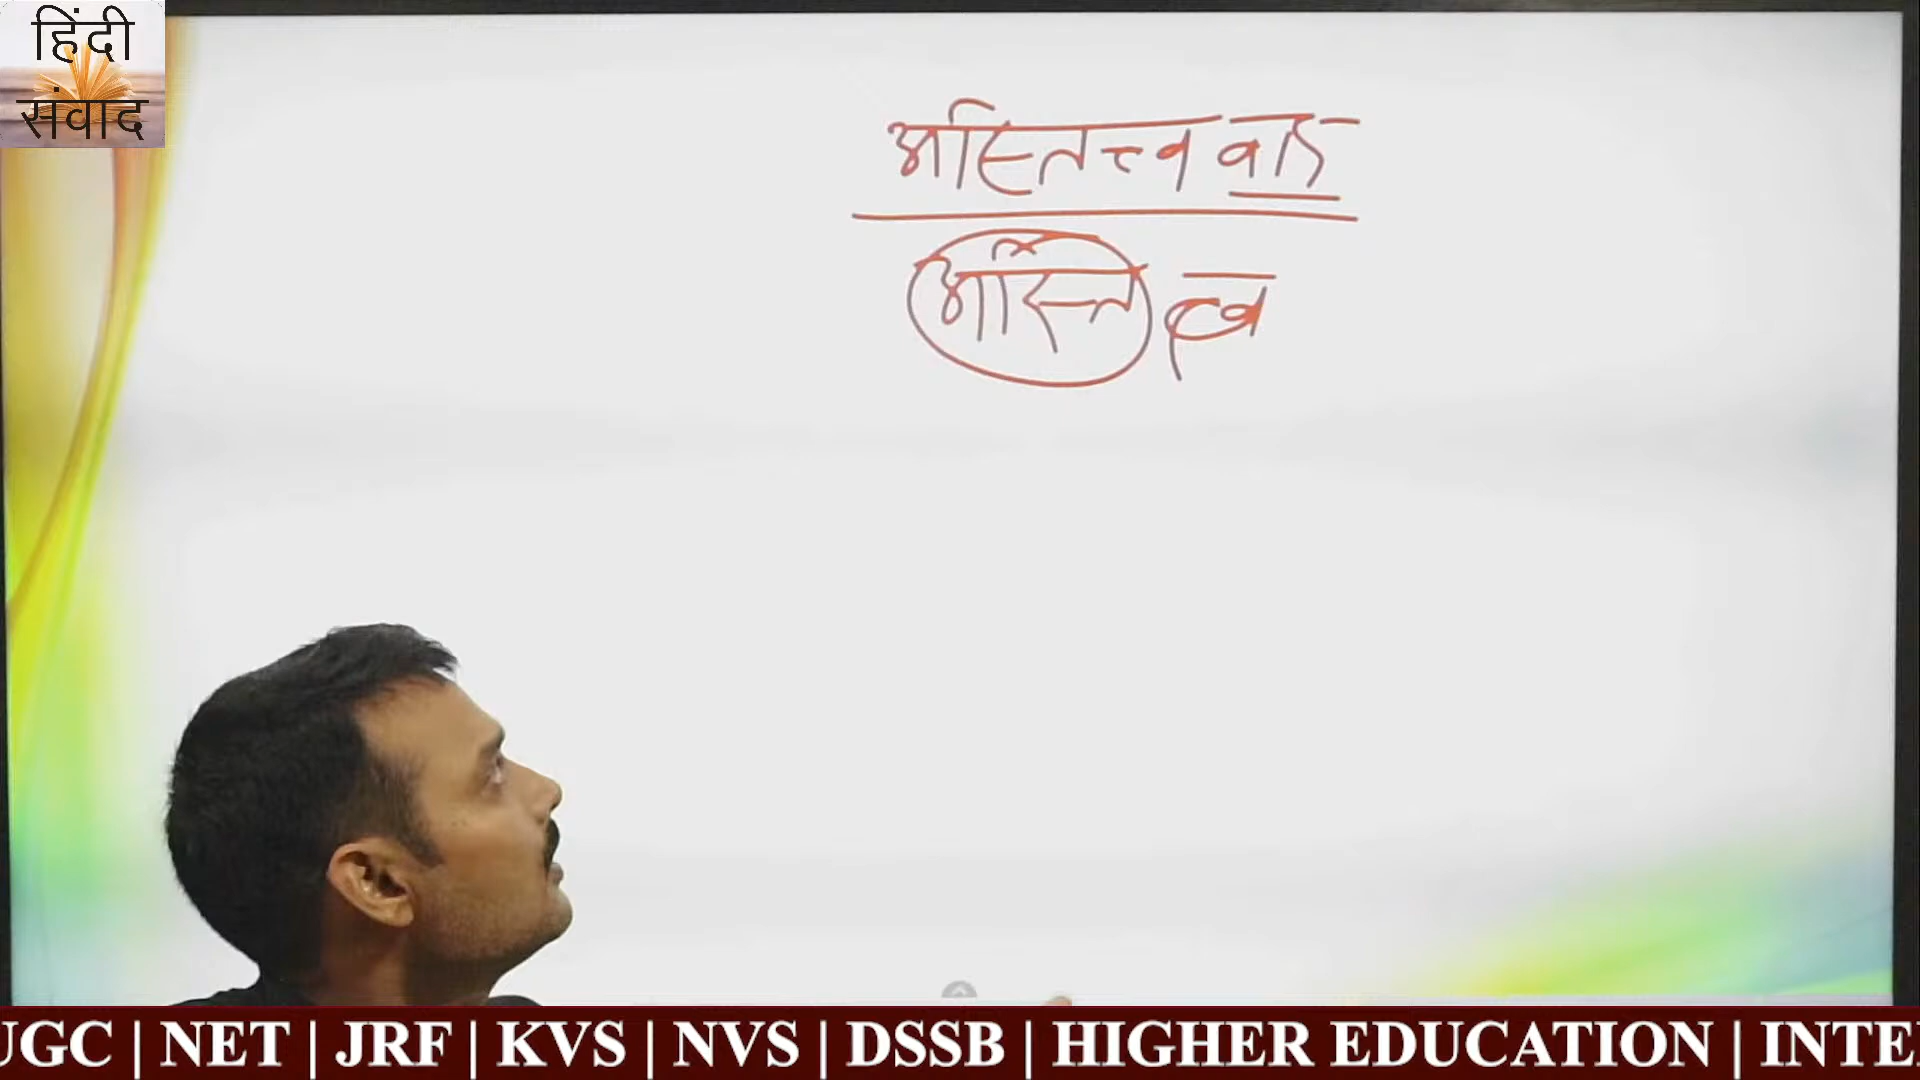 हिंदी
संवाद
अस्तित्त्ववाद
अस्ति त्व
UGC | NET | JRF | KVS | NVS | DSSB | HIGHER EDUCATION | INTE